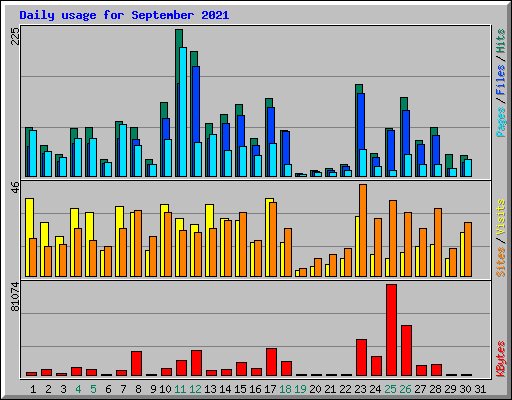 Daily usage for September 2021
225
46
81074
Pages / Files / Hits
Sites / Visits
KBytes
1 2 3 4 5 6 7 8 9 10 11 12 13 14 15 16 17 18 19 20 21 22 23 24 25 26 27 28 29 30 31